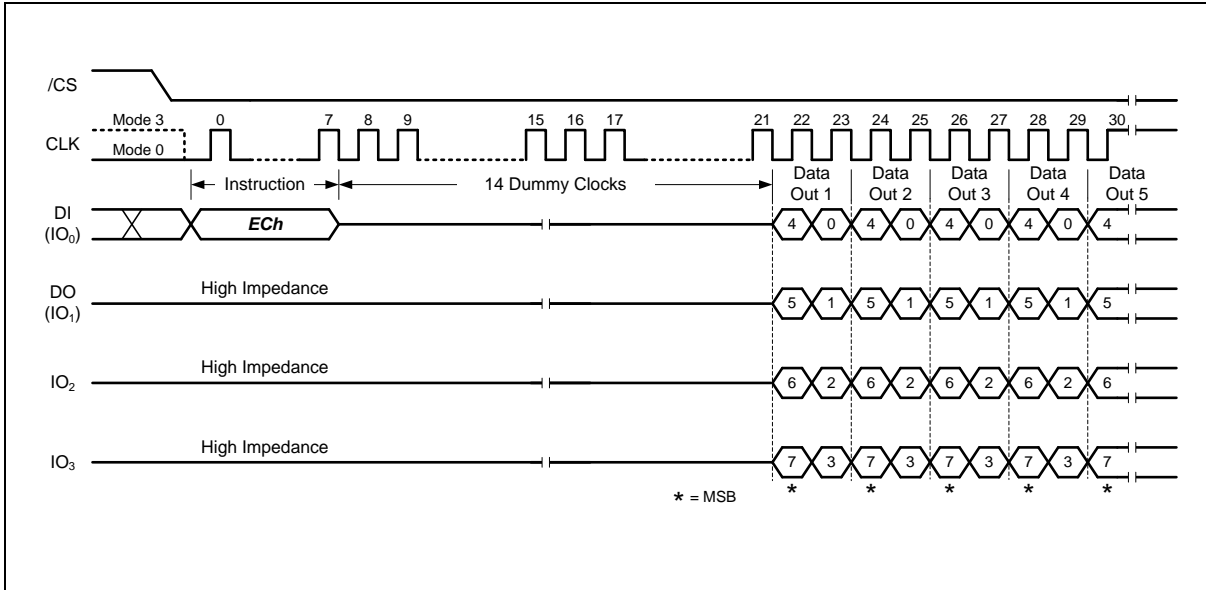 /CS
Mode 3 0 7 8 9 15 16 17 21 22 23 24 25 26 27 28 29 30
CLK
Mode 0
Instruction 14 Dummy Clocks Data Out 1 Data Out 2 Data Out 3 Data Out 4 Data Out 5
DI (IO0) ECh 4 0 4 0 4 0 4 0 4
High Impedance
DO (IO1) 5 1 5 1 5 1 5 1 5
High Impedance
IO2 6 2 6 2 6 2 6 2 6
High Impedance
IO3 7 3 7 3 7 3 7 3 7
* * * * *
* = MSB